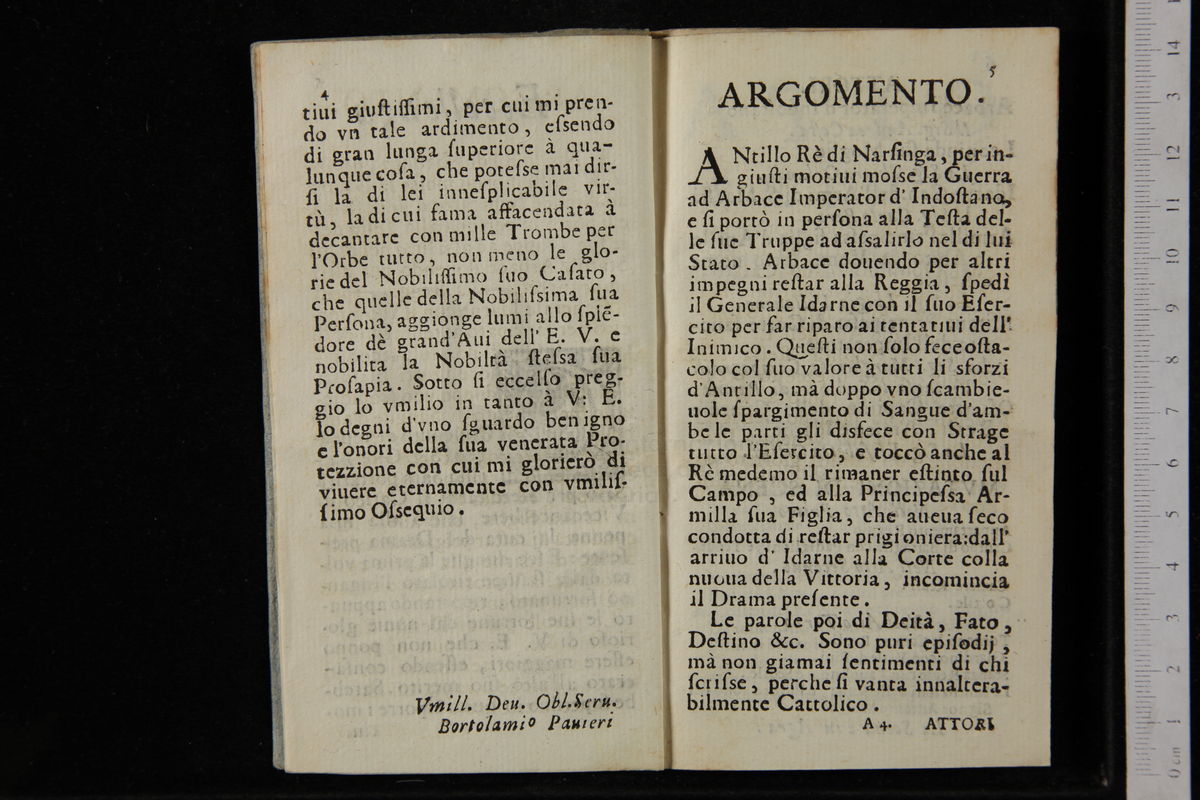 4
tiui giuſtiſſimi, per cui mi pren-
do vn tale ardimento, eſsendo
di gran lunga ſuperiore à qua-
lunque coſa, che poteſse mai dir-
ſi la di lei inneſplicabile vir-
tù, la di cui fama affacendata à
decantare con mille Trombe per
l'Orbe tutto, non meno le glo-
rie del Nobiliſſimo ſuo Caſato,
che quelle della Nobiliſsima ſua
Perſona, aggionge lumi allo ſplẽ-
dore dè grand'Aui dell' E. V. e
nobilita la Nobiltà ſteſsa ſua
Proſapia. Sotto ſi eccelſo preg-
gio lo vmilio in tanto à V: E.
lo degni d'vno ſguardo benigno
e l'onori della ſua venerata Pro-
tezzione con cui mi glorierò di
viuere eternamente con vmiliſ-
ſimo Oſsequio.
Vmill. Deu. Obl. Seru.
Bortolamio Pauieri
5
ARGOMENTO.
ANtillo Rè di Narſinga, per in-
giuſti motiui moſse la Guerra
ad Arbace Imperator d' Indoſtano,
e ſi portò in perſona alla Teſta del-
le ſue Truppe ad aſsalirlo nel di lui
Stato. Arbace douendo per altri
impegni reſtar alla Reggia, ſpedì
il Generale Idarne con il ſuo Eſer-
cito per far riparo ai tentatiui dell'
Inimico. Queſti non ſolo fece oſta-
colo col ſuo valore à tutti li sforzi
d'Antillo, mà doppo vno ſcambie-
uole ſpargimento di Sangue d'am-
be le parti gli disfece con Strage
tutto l'Eſercito, e toccò anche al
Rè medemo il rimaner eſtinto ſul
Campo, ed alla Principeſsa Ar-
milla ſua Figlia, che aueua ſeco
condotta di reſtar prigioniera: dall'
arriuo d' Idarne alla Corte colla
nuoua della Vittoria, incomincia
il Drama preſente.
Le parole poi di Deità, Fato,
Deſtino &c. Sono puri epiſodij,
mà non giamai ſentimenti di chi
ſcriſse, perche ſi vanta innaltera-
bilmente Cattolico.
A 4. ATTORI